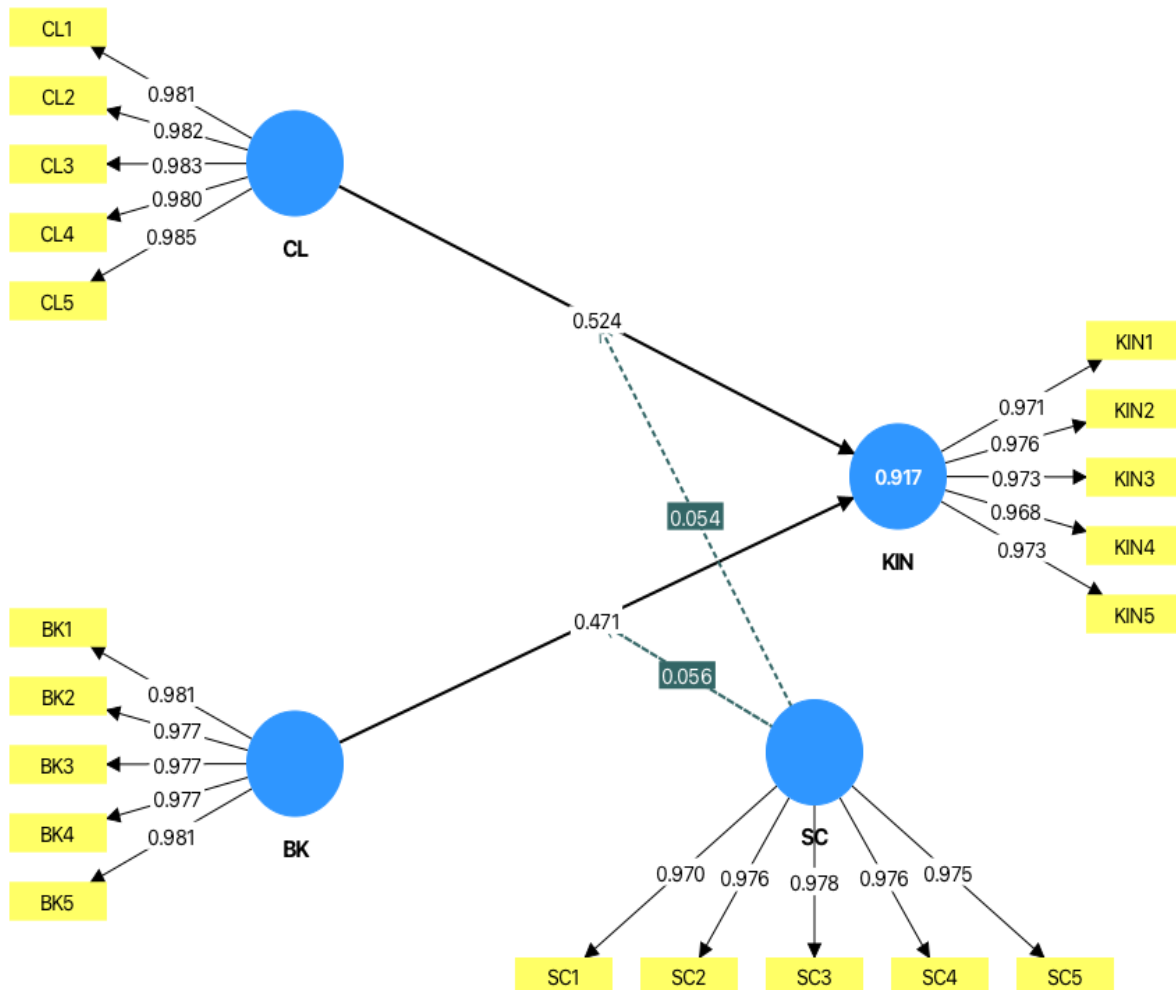 CL1
CL2
CL3
CL4
CL5
0.981
0.982
0.983
0.980
0.985
CL
0.524
KIN1
KIN2
KIN3
KIN4
KIN5
0.971
0.976
0.973
0.968
0.973
0.917
KIN
0.054
0.471
0.056
BK1
BK2
BK3
BK4
BK5
0.981
0.977
0.977
0.977
0.981
BK
SC
0.970
0.976
0.978
0.976
0.975
SC1
SC2
SC3
SC4
SC5